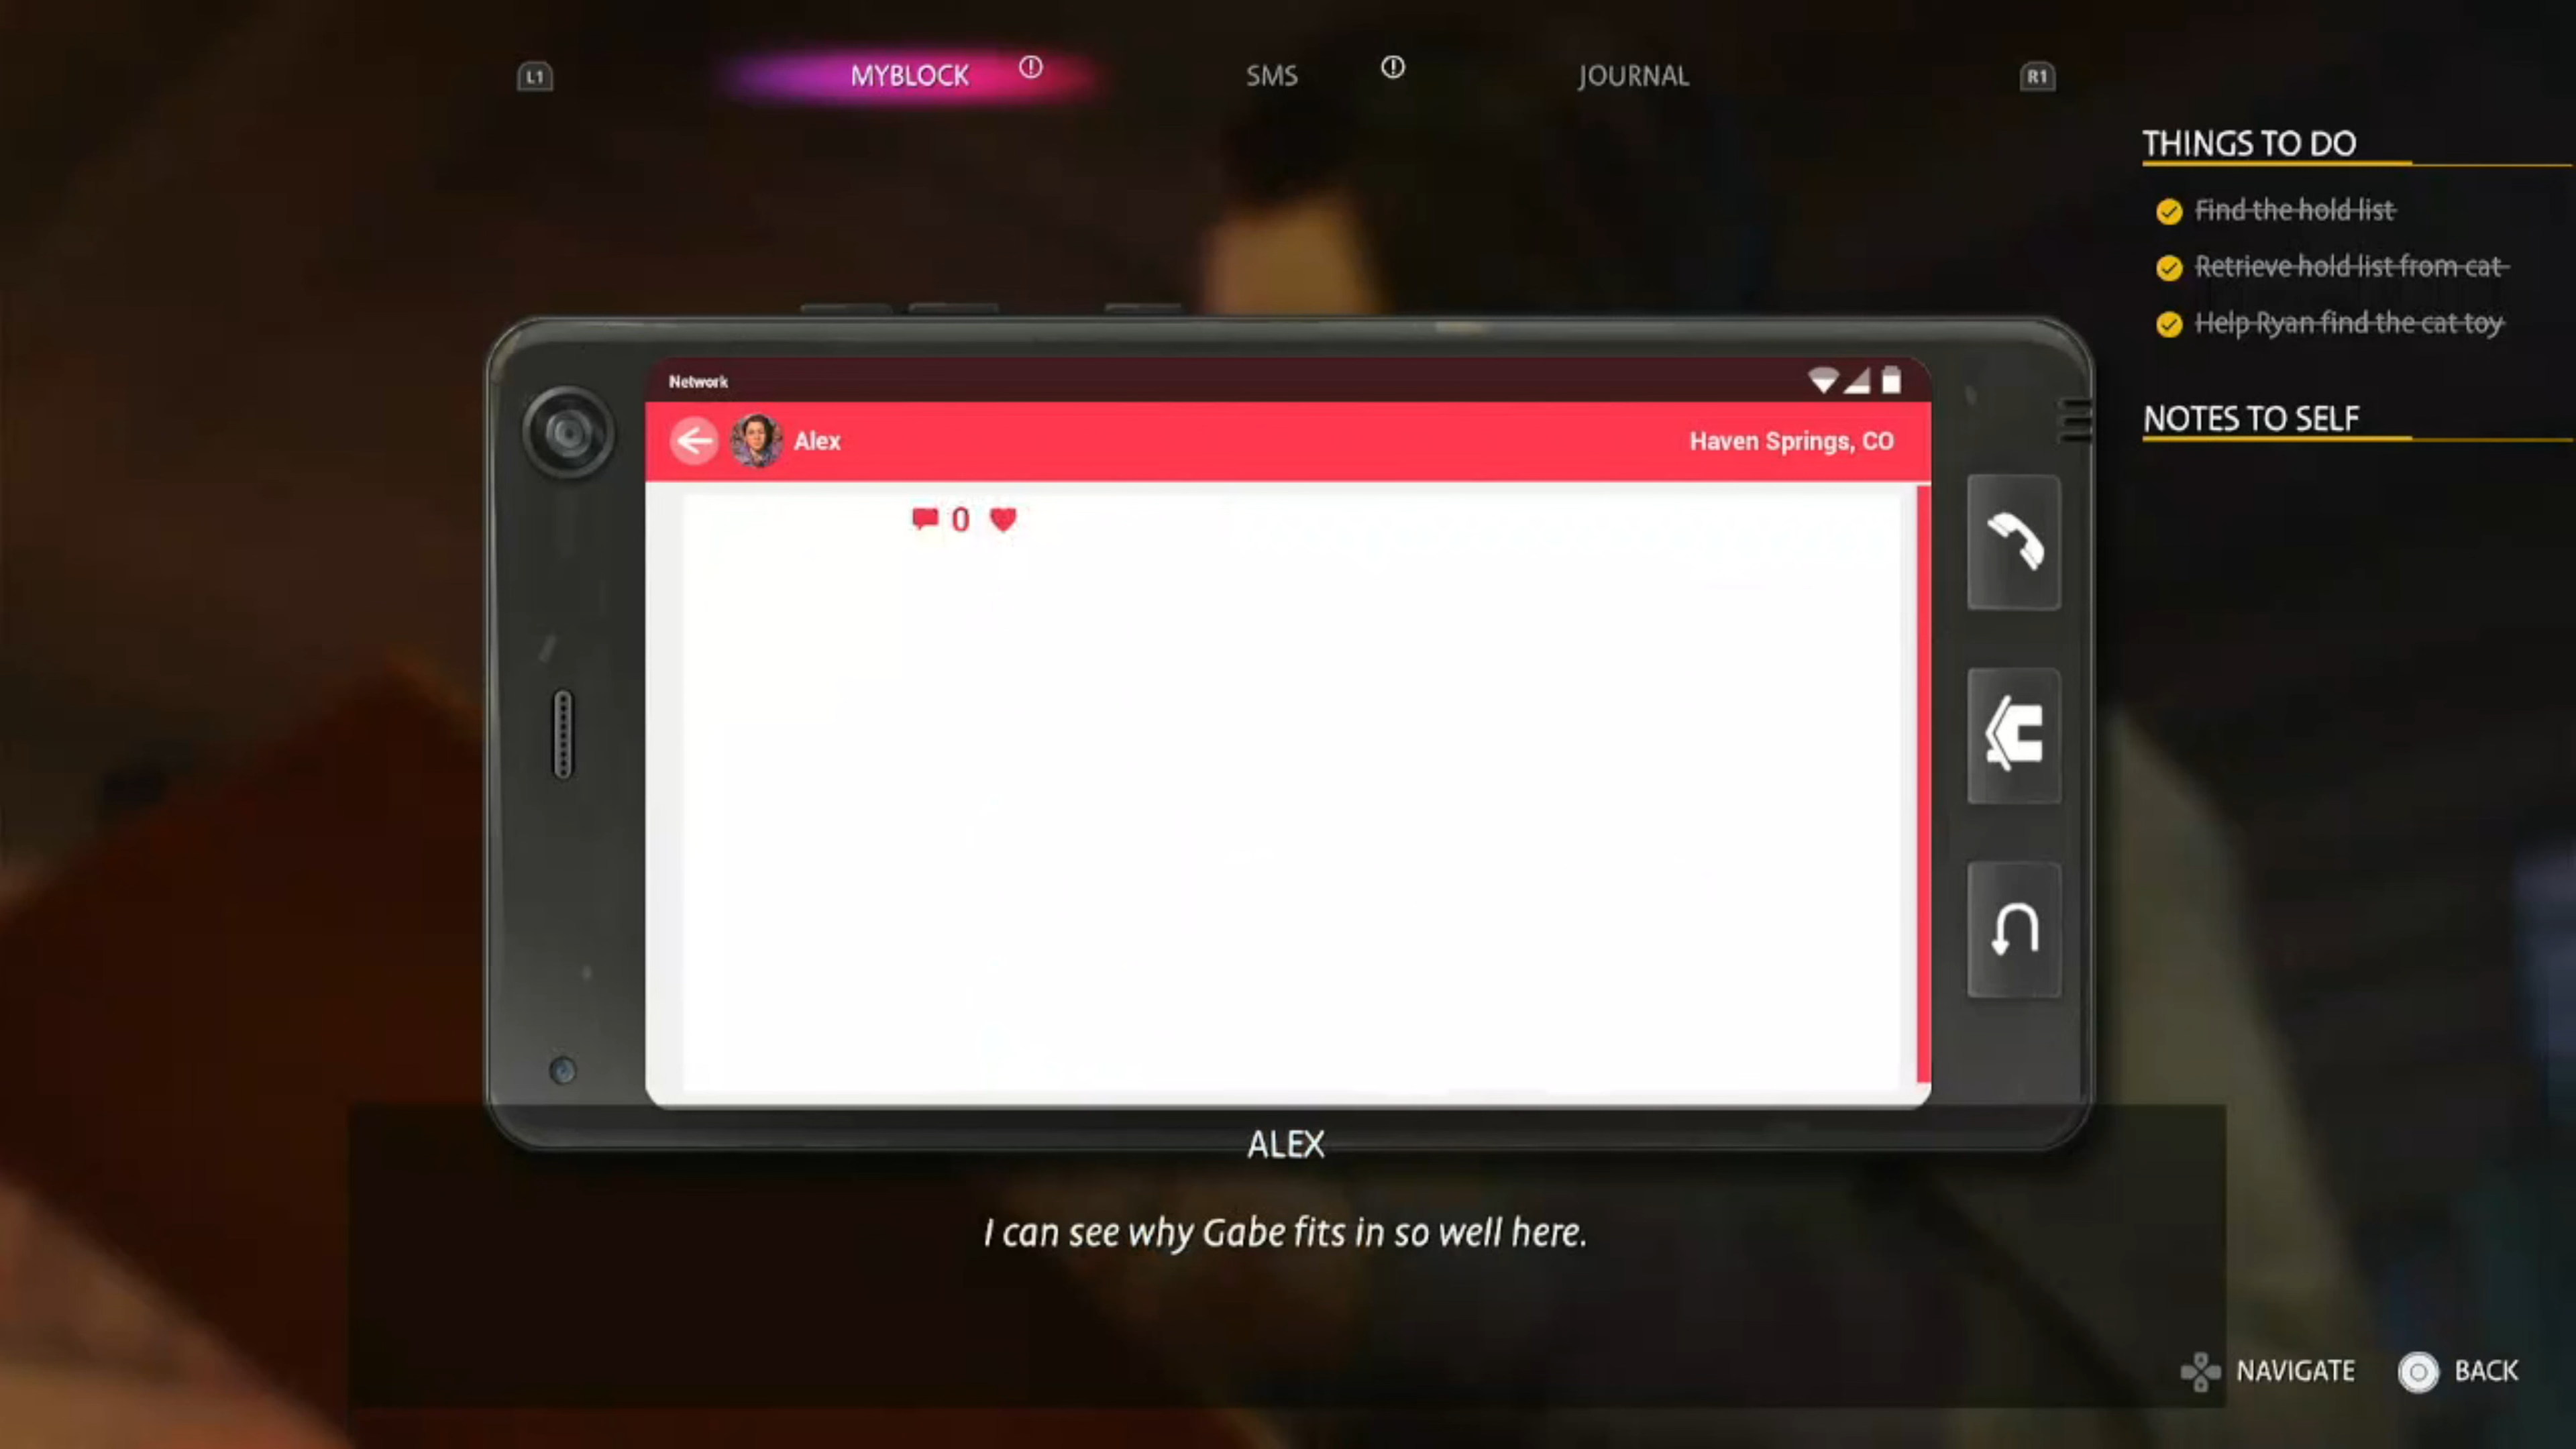 L1
MYBLOCK
SMS
JOURNAL
R1
THINGS TO DO
Find the hold list
Retrieve hold list from cat
Help Ryan find the cat toy
NOTES TO SELF
Network
Alex
Haven Springs, CO
0
ALEX
I can see why Gabe fits in so well here.
NAVIGATE
BACK